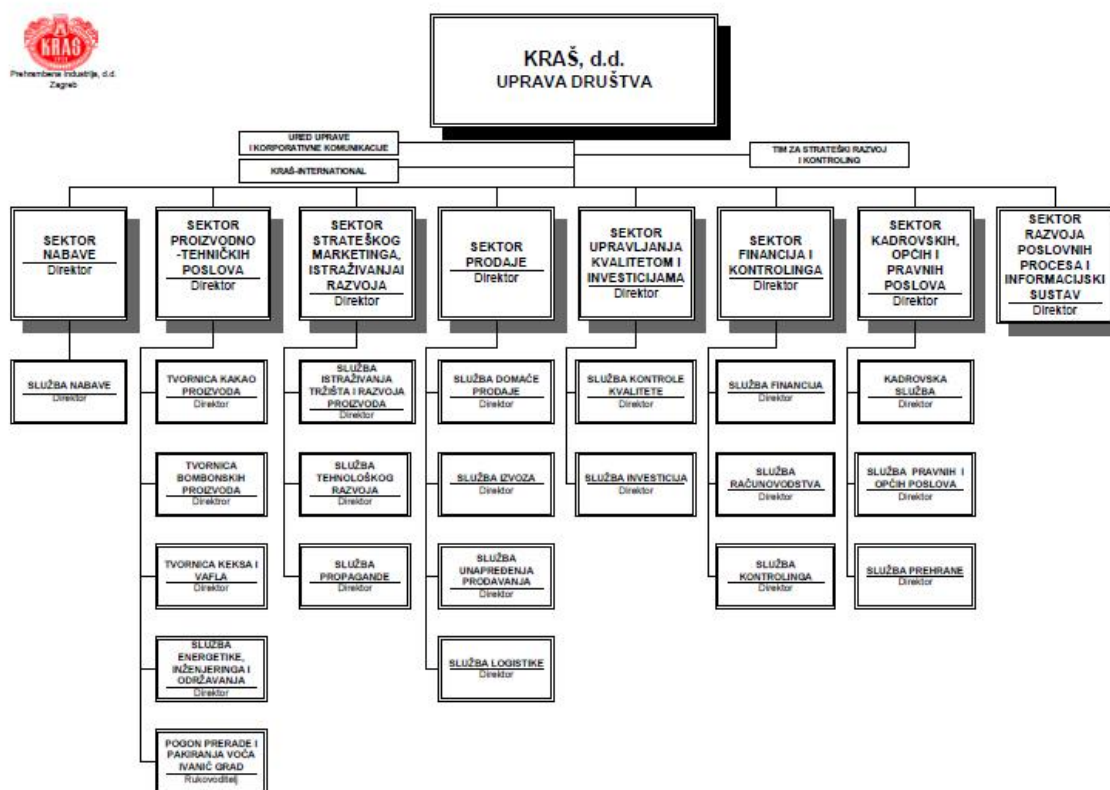 KRAŠ
1911
Prehrambena industrija, d.d.
Zagreb
KRAŠ, d.d.
UPRAVA DRUŠTVA
URED UPRAVE
I KORPORATIVNE KOMUNIKACIJE
TIM ZA STRATEŠKI RAZVOJ
I KONTROLING
KRAŠ-INTERNATIONAL
SEKTOR
NABAVE
Direktor
SEKTOR
PROIZVODNO
-TEHNIČKIH
POSLOVA
Direktor
SEKTOR
STRATEŠKOG
MARKETINGA,
ISTRAŽIVANJAI
RAZVOJA
Direktor
SEKTOR
PRODAJE
Direktor
SEKTOR
UPRAVLJANJA
KVALITETOM I
INVESTICIJAMA
Direktor
SEKTOR
FINANCIJA I
KONTROLINGA
Direktor
SEKTOR
KADROVSKIH,
OPĆIH I
PRAVNIH
POSLOVA
Direktor
SEKTOR
RAZVOJA
POSLOVNIH
PROCESA I
INFORMACIJSKI
SUSTAV
Direktor
SLUŽBA NABAVE
Direktor
TVORNICA KAKAO
PROIZVODA
Direktor
SLUŽBA
ISTRAŽIVANJA
TRŽIŠTA I RAZVOJA
PROIZVODA
Direktor
SLUŽBA DOMAĆE
PRODAJE
Direktor
SLUŽBA KONTROLE
KVALITETE
Direktor
SLUŽBA FINANCIJA
Direktor
KADROVSKA
SLUŽBA
Direktor
TVORNICA
BOMBONSKIH
PROIZVODA
Direktror
SLUŽBA
TEHNOLOŠKOG
RAZVOJA
Direktor
SLUŽBA IZVOZA
Direktor
SLUŽBA INVESTICIJA
Direktor
SLUŽBA
RAČUNOVODSTVA
Direktor
SLUŽBA PRAVNIH I
OPĆIH POSLOVA
Direktor
TVORNICA KEKSA I
VAFLA
Direktor
SLUŽBA
PROPAGANDE
Direktor
SLUŽBA
UNAPREĐENJA
PRODAVANJA
Direktor
SLUŽBA
KONTROLINGA
Direktor
SLUŽBA PREHRANE
Direktor
SLUZBA
ENERGETIKE,
INŽENJERINGA I
ODRŽAVANJA
Direktor
SLUŽBA LOGISTIKE
Direktor
POGON PRERADE I
PAKIRANJA VOĆA
IVANIĆ GRAD
Rukovoditelj